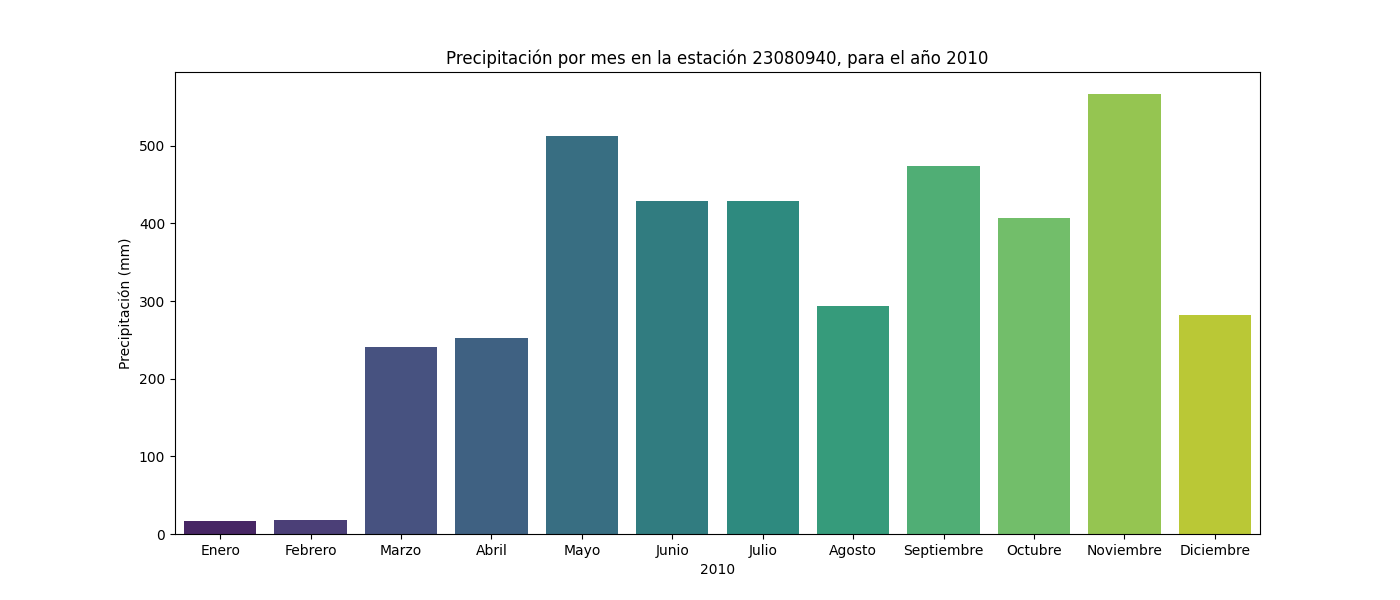 Precipitación por mes en la estación 23080940, para el año 2010
Precipitación (mm)
500
400
300
200
100
0
Enero Febrero Marzo Abril Mayo Junio Julio Agosto Septiembre Octubre Noviembre Diciembre
2010